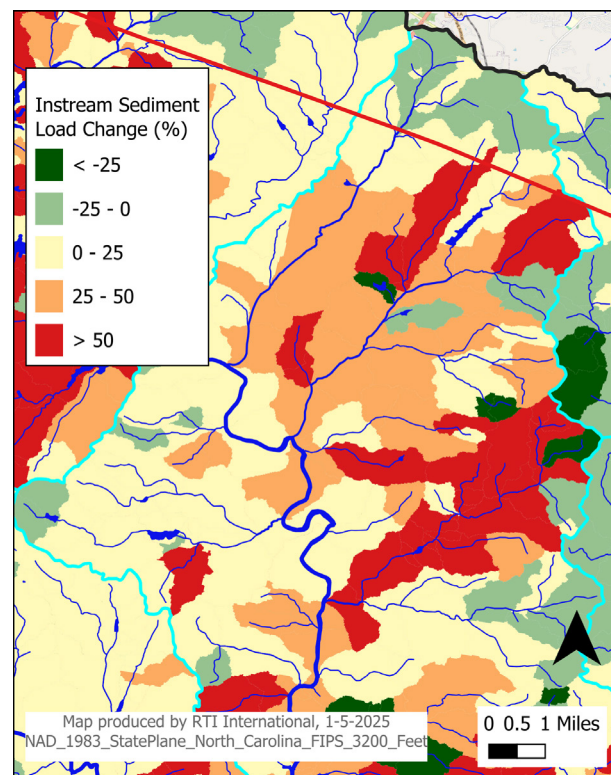 Instream Sediment
Load Change (%)
< -25
-25 - 0
0 - 25
25 - 50
> 50
Map produced by RTI International, 1-5-2025
NAD_1983_StatePlane_North_Carolina_FIPS_3200_Feet
0 0.5 1 Miles